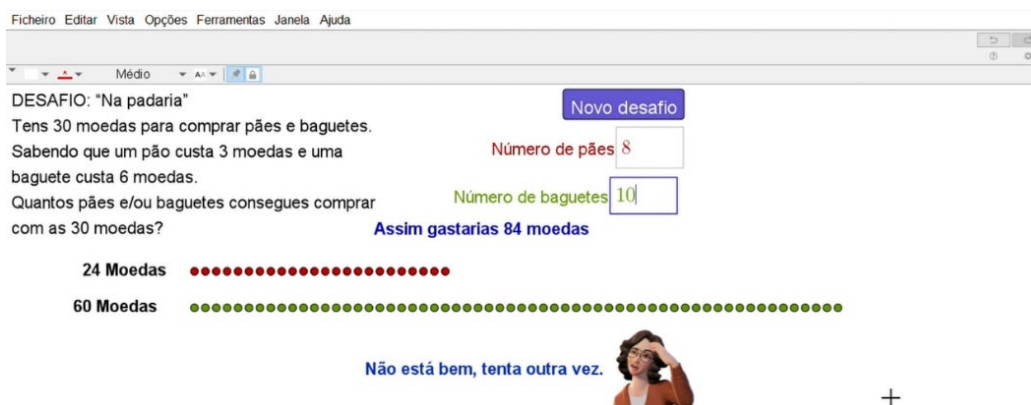 Ficheiro Editar Vista Opções Ferramentas Janela Ajuda
Médio
DESAFIO: "Na padaria"
Tens 30 moedas para comprar pães e baguetes.
Sabendo que um pão custa 3 moedas e uma
baguete custa 6 moedas.
Quantos pães e/ou baguetes consegues comprar
com as 30 moedas?
Novo desafio
Número de pães 8
Número de baguetes 10
Assim gastarias 84 moedas
24 Moedas
60 Moedas
Não está bem, tenta outra vez.